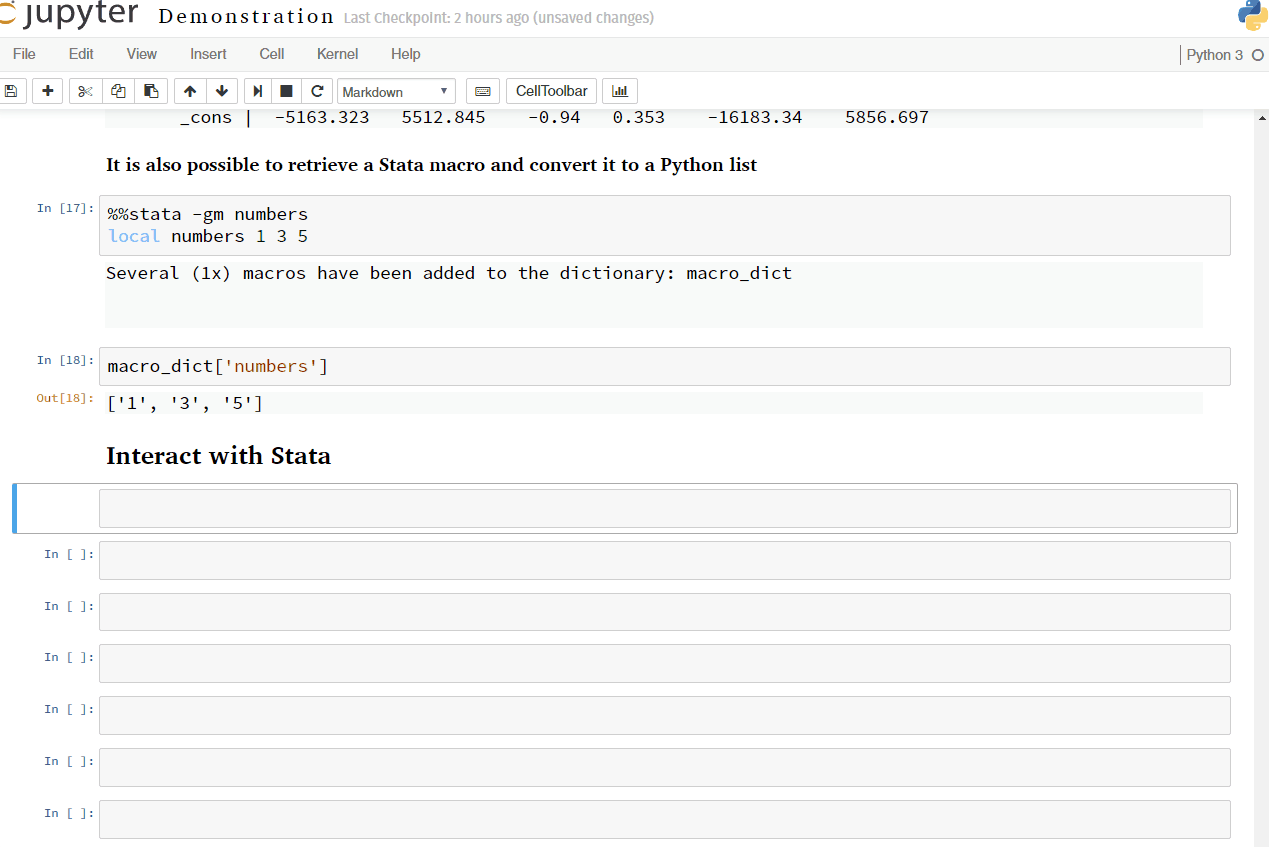 jupyter Demonstration Last Checkpoint: 2 hours ago (unsaved changes)
File Edit View Insert Cell Kernel Help Python 3
Markdown CellToolbar
_cons | -5163.323 5512.845 -0.94 0.353 -16183.34 5856.697
It is also possible to retrieve a Stata macro and convert it to a Python list
In [17]: %%stata -gm numbers
local numbers 1 3 5
Several (1x) macros have been added to the dictionary: macro_dict
In [18]: macro_dict['numbers']
Out[18]: ['1', '3', '5']
Interact with Stata
In [ ]:
In [ ]:
In [ ]:
In [ ]:
In [ ]:
In [ ]: